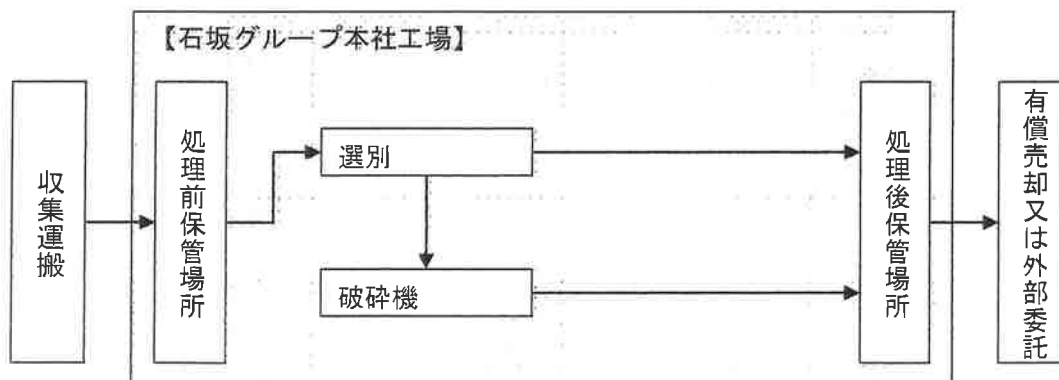 【石坂グループ本社工場】
収集運搬
処理前保管場所
選別
破砕機
処理後保管場所
有償売却又は外部委託